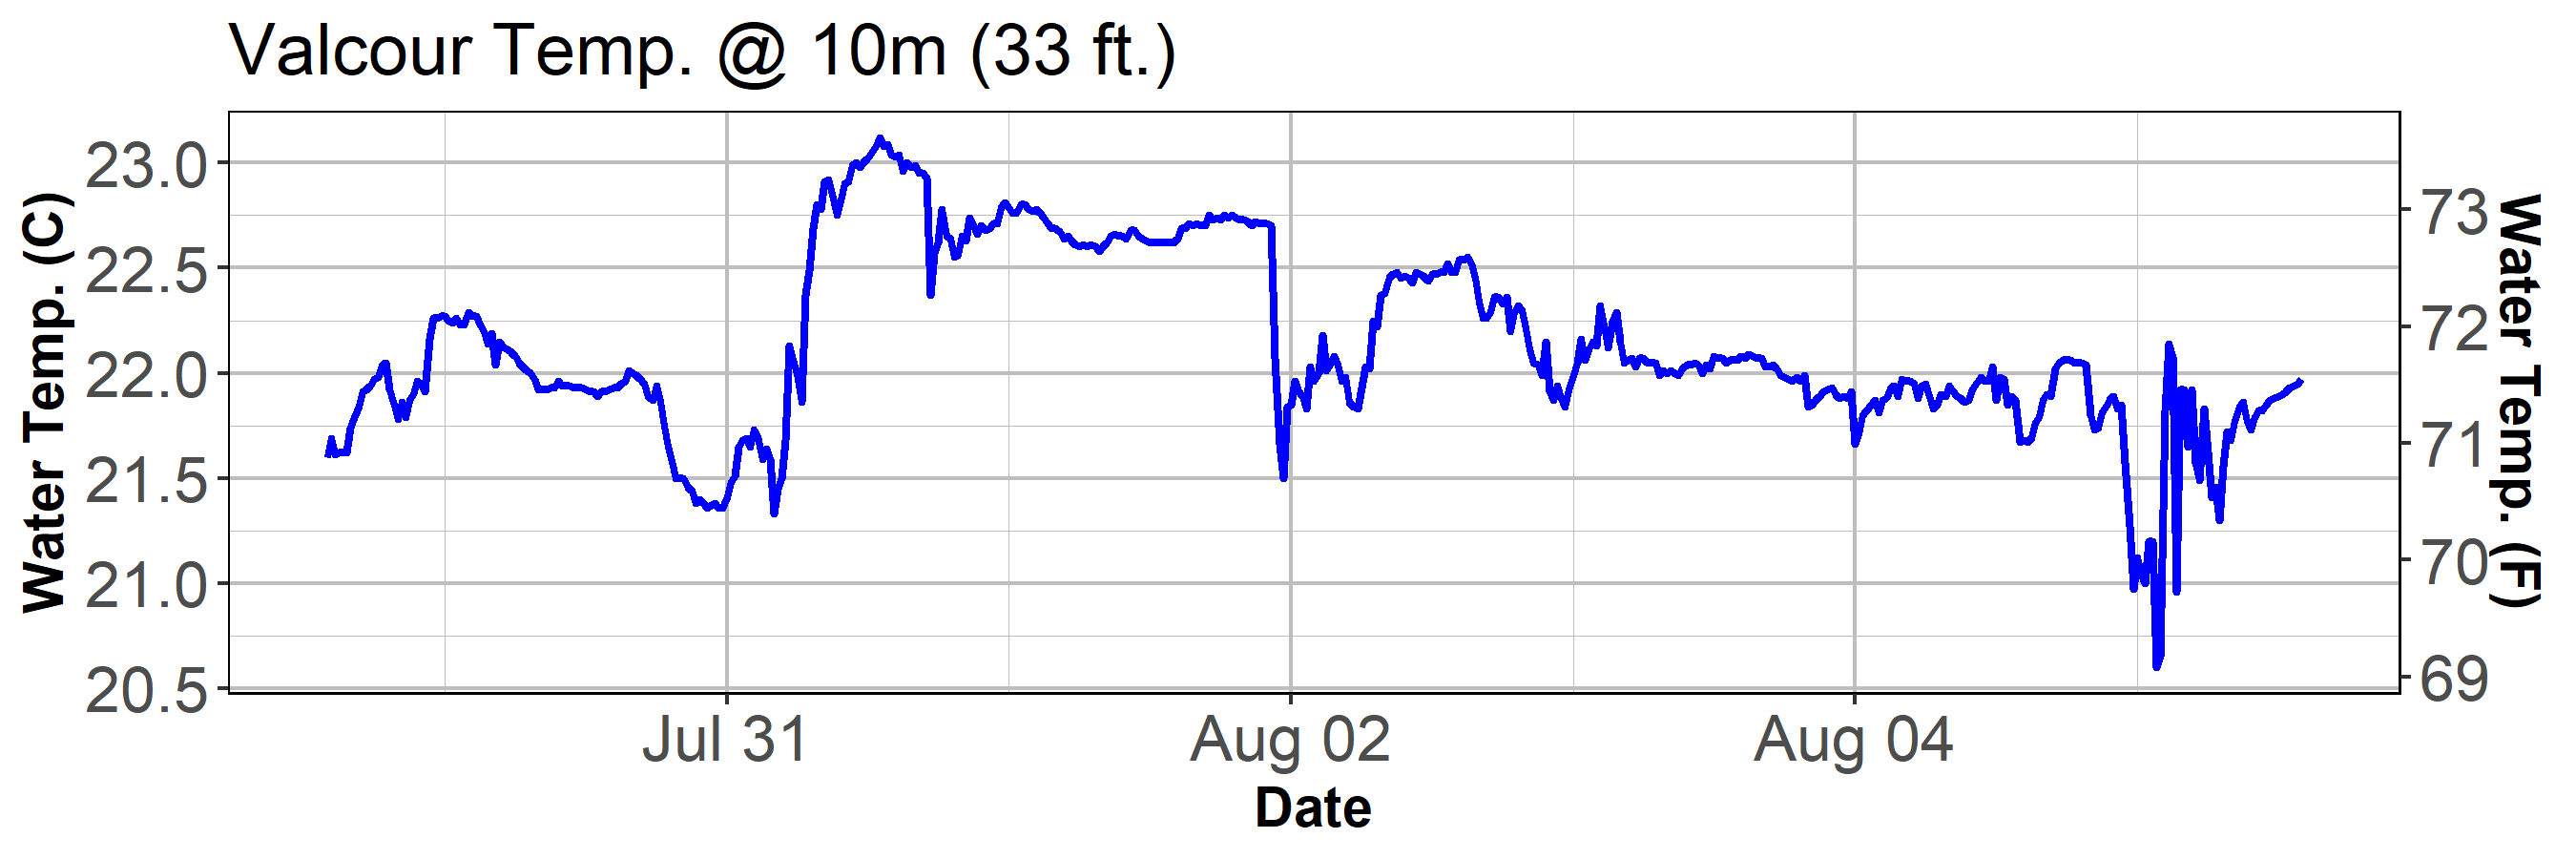 Valcour Temp. @ 10m (33 ft.)
Water Temp. (C)
23.0
22.5
22.0
21.5
21.0
20.5
73
72
71
70
69
Water Temp. (F)
Jul 31
Aug 02
Aug 04
Date